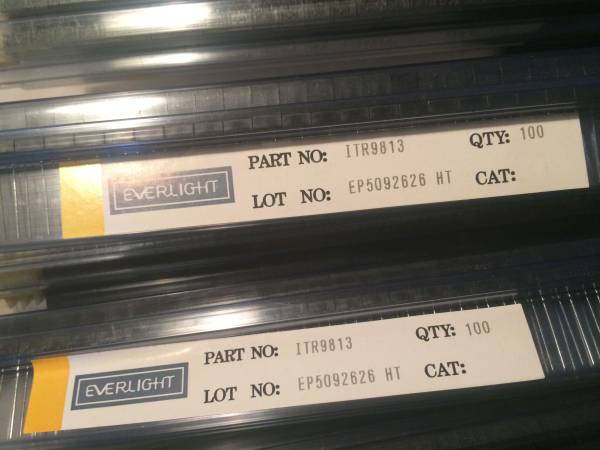 PART NO: ITR9813 QTY: 100
EVERLIGHT
LOT NO: EP5092626 HT CAT:
PART NO: ITR9813 QTY: 100
EVERLIGHT
LOT NO: EP5092626 HT CAT: